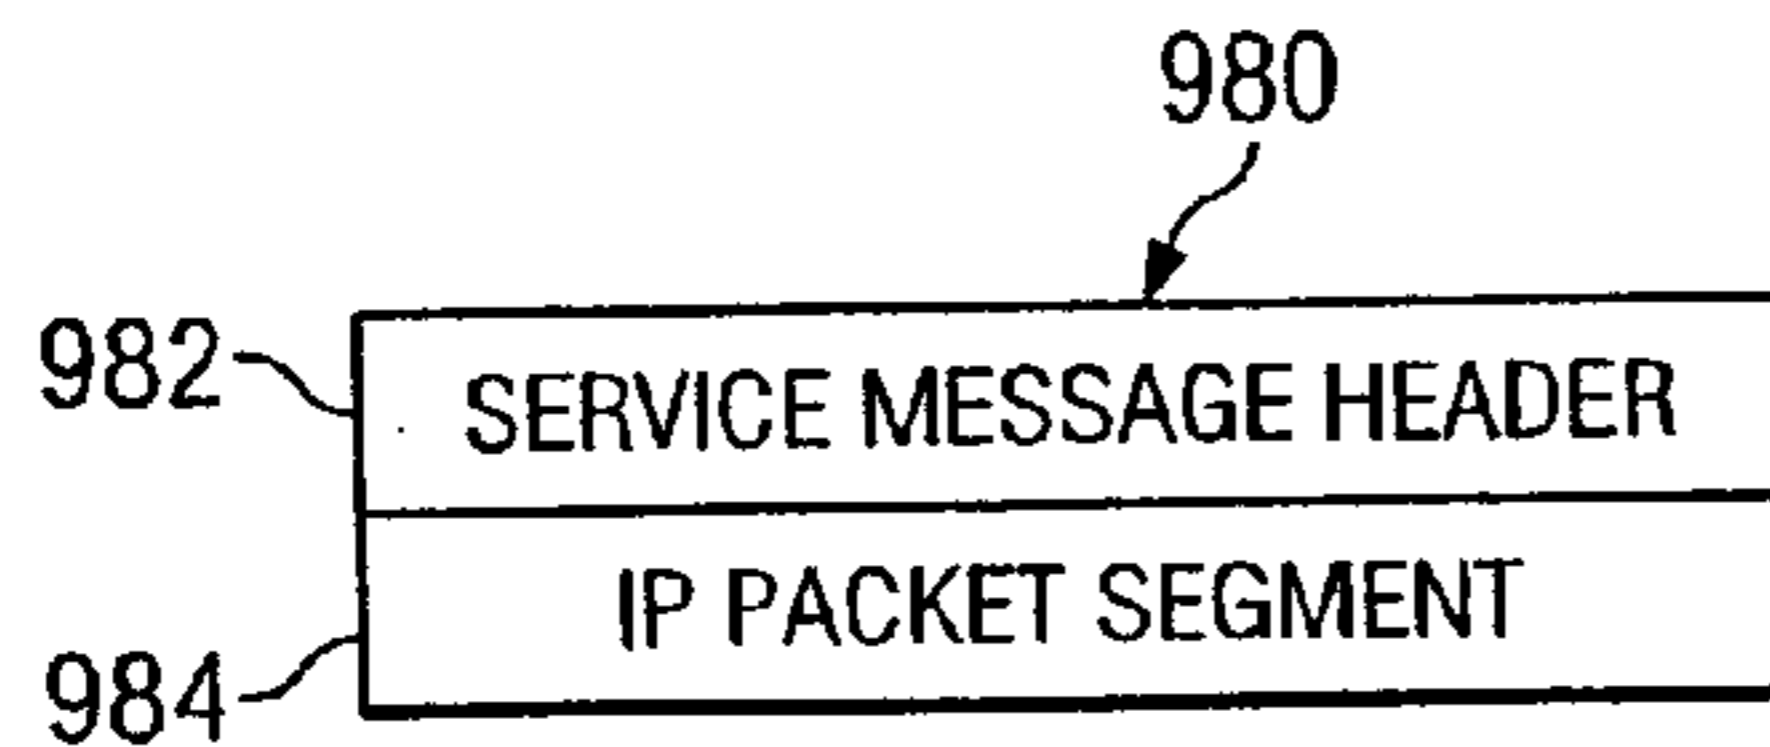 980
982 SERVICE MESSAGE HEADER
IP PACKET SEGMENT
984